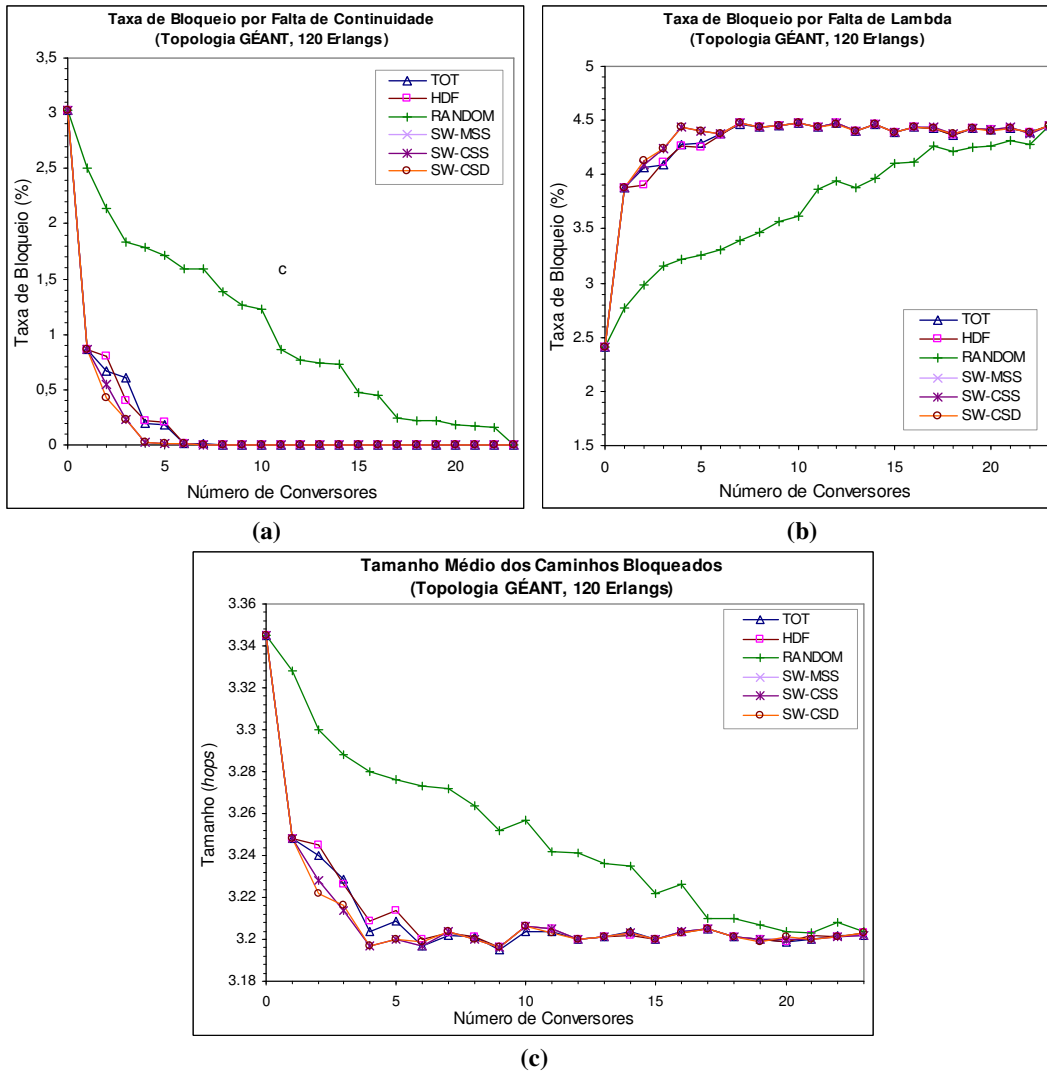 Taxa de Bloqueio por Falta de Continuidade
(Topologia GÉANT, 120 Erlangs)
Taxa de Bloqueio (%)
3,5
3
2,5
2
1,5
1
0,5
0
TOT
HDF
RANDOM
SW-MSS
SW-CSS
SW-CSD
c
0 5 10 15 20
Número de Conversores
(a)
Taxa de Bloqueio por Falta de Lambda
(Topologia GÉANT, 120 Erlangs)
Taxa de Bloqueio (%)
5
4.5
4
3.5
3
2.5
2
1.5
TOT
HDF
RANDOM
SW-MSS
SW-CSS
SW-CSD
0 5 10 15 20
Número de Conversores
(b)
Tamanho Médio dos Caminhos Bloqueados
(Topologia GÉANT, 120 Erlangs)
Tamanho (hops)
3.36
3.34
3.32
3.3
3.28
3.26
3.24
3.22
3.2
3.18
TOT
HDF
RANDOM
SW-MSS
SW-CSS
SW-CSD
0 5 10 15 20
Número de Conversores
(c)